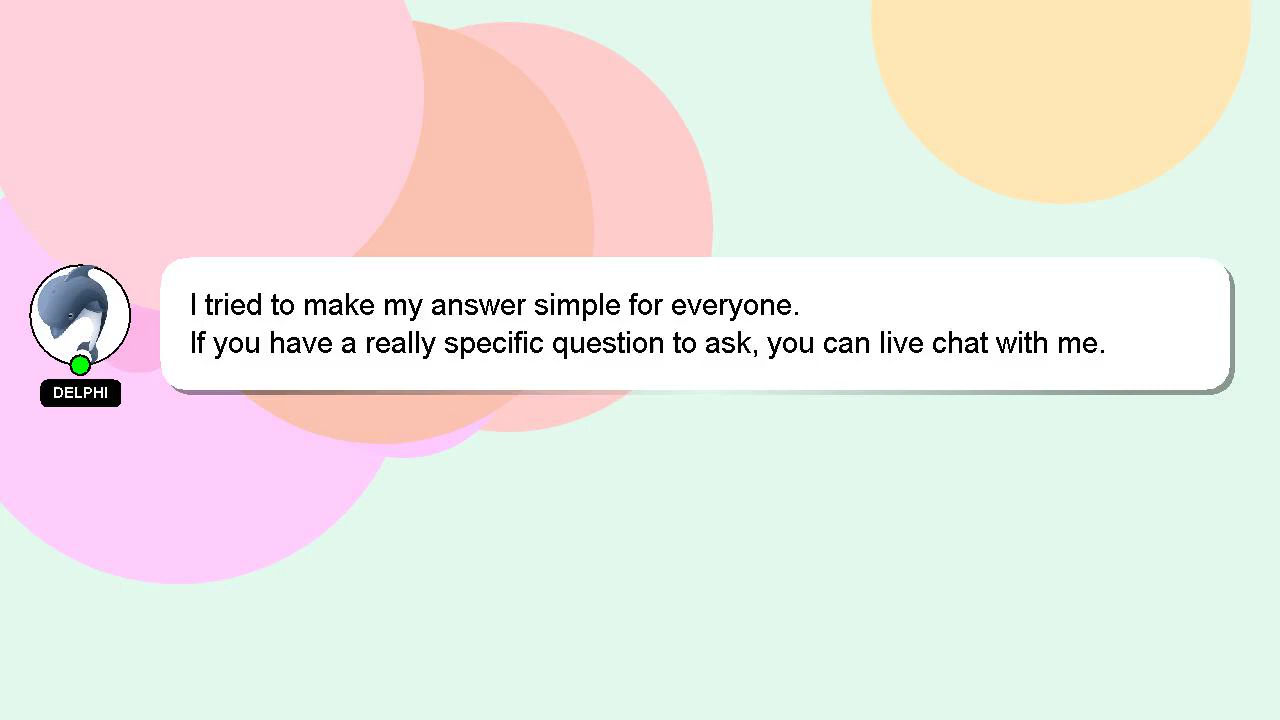 I tried to make my answer simple for everyone.
If you have a really specific question to ask, you can live chat with me.
DELPHI